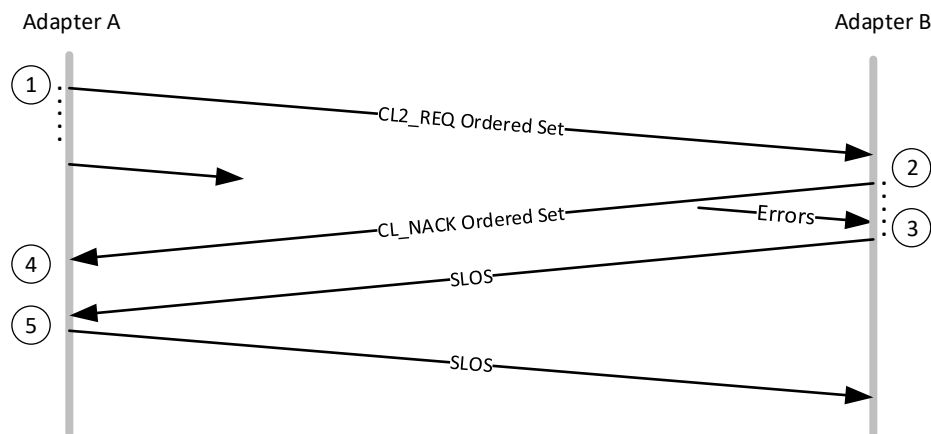 Adapter A
Adapter B
1
CL2_REQ Ordered Set
2
CL_NACK Ordered Set
Errors
3
4
SLOS
5
SLOS